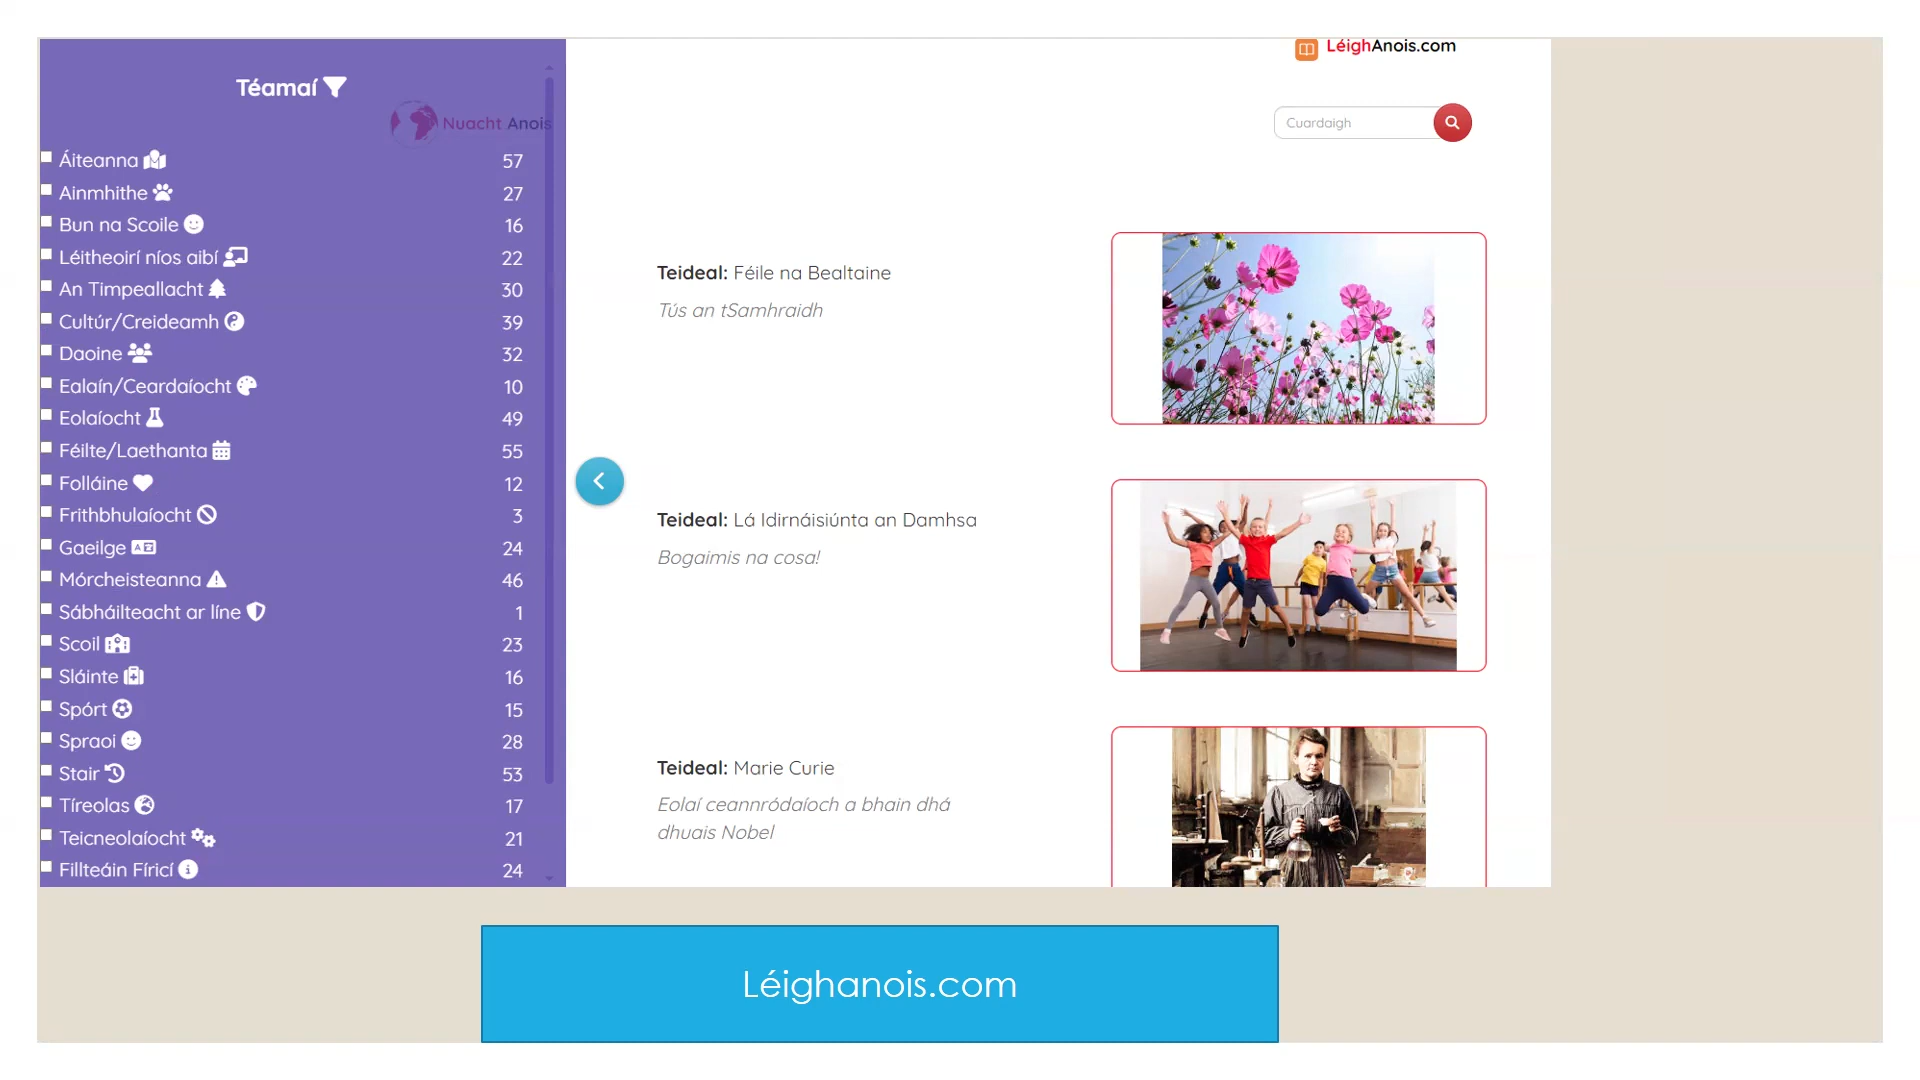 Téamaí
Nuacht Anois
Áiteanna 57
Ainmhithe 27
Bun na Scoile 16
Léitheoirí níos aibí 22
An Timpeallacht 30
Cultúr/Creideamh 39
Daoine 32
Ealaín/Ceardaíocht 10
Eolaíocht 49
Féilte/Laethanta 55
Folláine 12
Frithbhulaíocht 3
Gaeilge 24
Mórcheisteanna 46
Sábháilteacht ar líne 1
Scoil 23
Sláinte 16
Spórt 15
Spraoi 28
Stair 53
Tíreolas 17
Teicneolaíocht 21
Fillteáin Fíricí 24
LéighAnois.com
Cuardaigh
Teideal: Féile na Bealtaine
Tús an tSamhraidh
Teideal: Lá Idirnáisiúnta an Damhsa
Bogaimis na cosa!
Teideal: Marie Curie
Eolaí ceannródaíoch a bhain dhá
dhuais Nobel
Léighanois.com